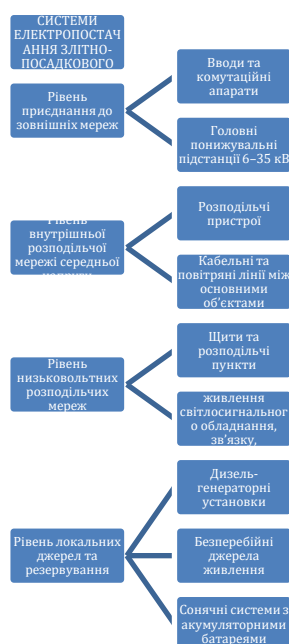 СИСТЕМИ
ЕЛЕКТРОПОСТАЧ
АННЯ ЗЛІТНО-
ПОСАДКОВОГО
Рівень
приєднання до
зовнішніх мереж
Вводи та
комутаційні
апарати
Головні
понижувальні
підстанції 6–35 кВ
Рівень
внутрішньої
розподільчої
мережі середньої
Розподільчі
пристрої
Кабельні та
повітряні лінії між
основними
об’єктами
Рівень
низьковольтних
розподільчих
мереж
Щити та
розподільчі
пункти
живлення
світлосигнальног
о обладнання,
зв’язку,
Рівень локальних
джерел та
резервування
Дизель-
генераторні
установки
Безперебійні
джерела
живлення
Сонячні системи з
акумуляторними
батареями